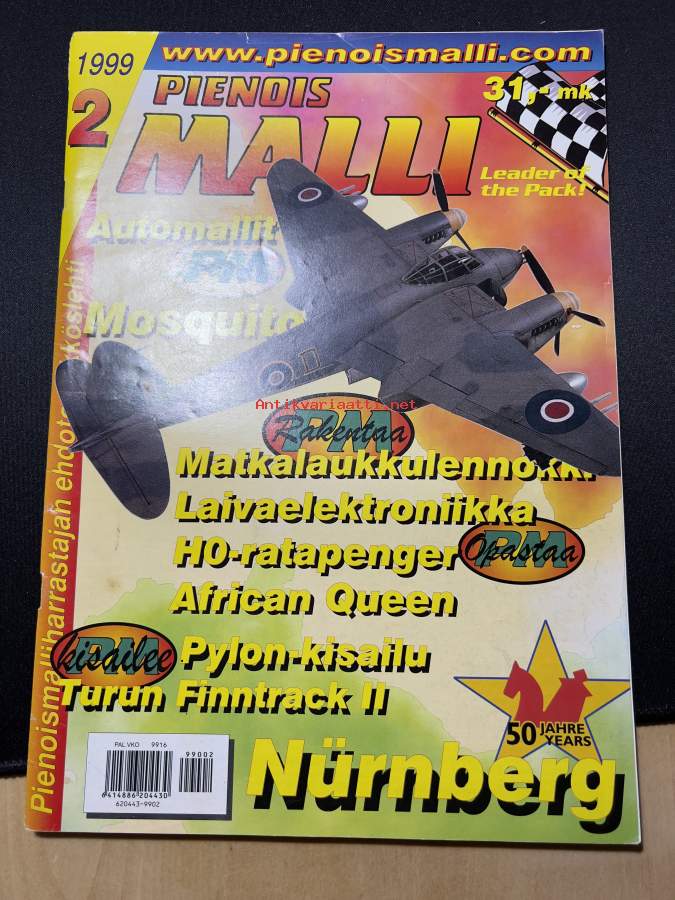 www.pienoismalli.com
1999
2
PIENOIS
MALLI
31,- mk
Leader of
the Pack!
Automallit
PM
Mosquito
Pienoismalliharrastajan
Antikvariaatti.net
PM Rakentaa
Matkalaukkulennokki
Laivaelektroniikka
H0-ratapenger
PM Opastaa
African Queen
PM kisailee
Pylon-kisailu
Turun Finntrack II
50 JAHRE
YEARS
Nürnberg
PAL.VKO 9916
99002
6414886204430
620443-9902
D